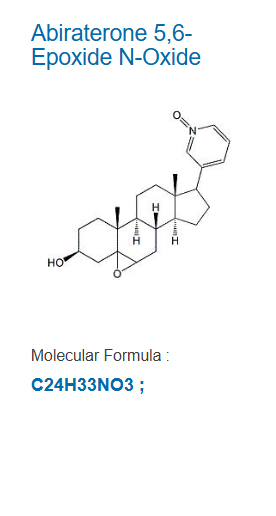 Abiraterone 5,6-
Epoxide N-Oxide
O
N
H
H
H
HO
O
Molecular Formula :
C24H33NO3 ;